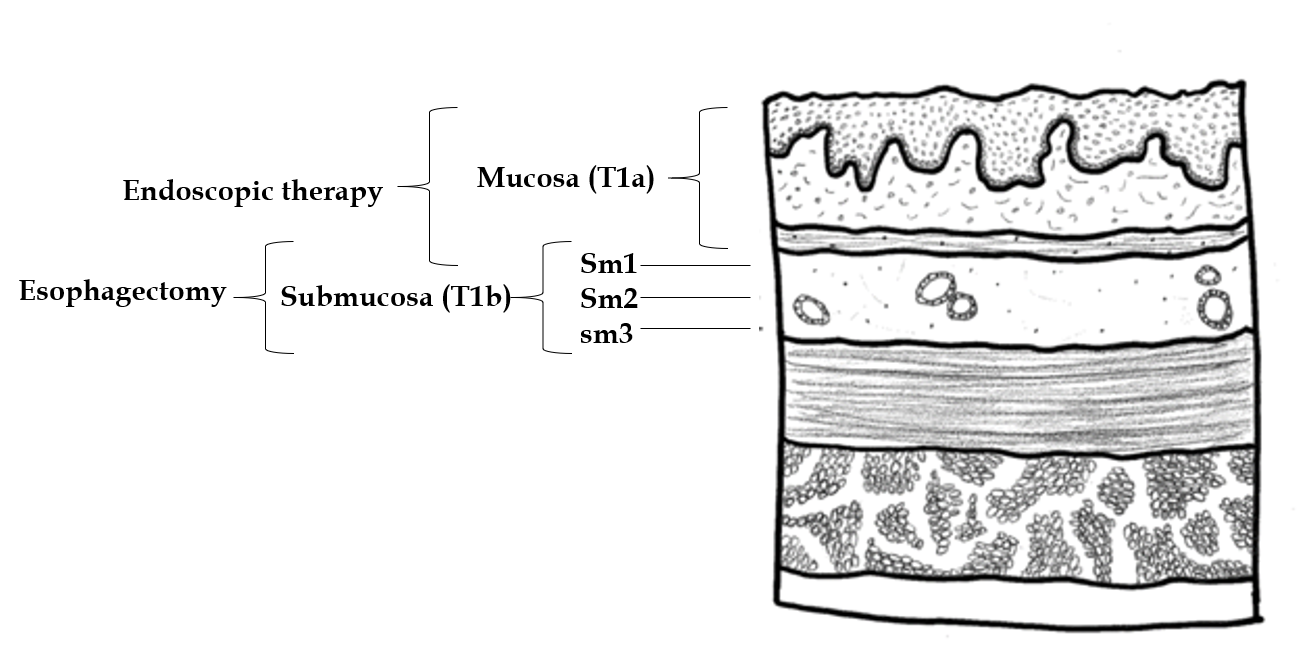 Endoscopic therapy
Mucosa (T1a)
Esophagectomy
Submucosa (T1b)
Sm1
Sm2
sm3